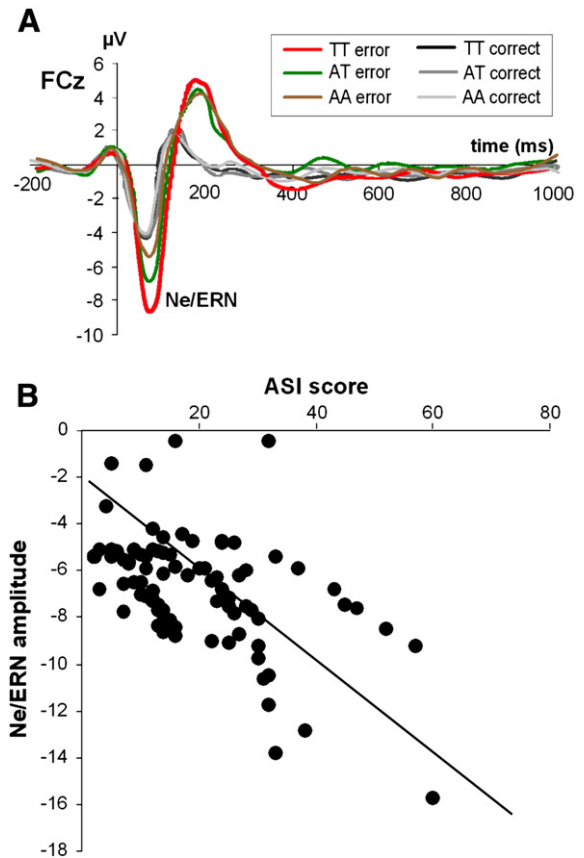 A
µV
FCz
TT error
TT correct
AT error
AT correct
AA error
AA correct
6
4
2
time (ms)
-200
200
400
600
800
1000
-2
-4
-6
-8
-10
Ne/ERN
B
ASI score
20
40
60
80
0
-2
-4
-6
-8
-10
-12
-14
-16
-18
Ne/ERN amplitude